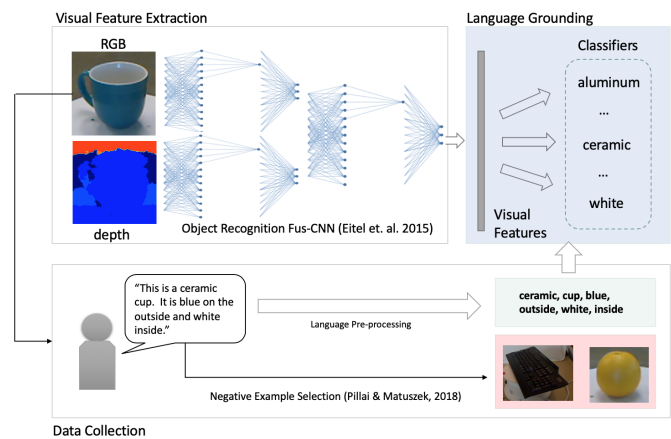 Visual Feature Extraction
RGB
depth
Object Recognition Fus-CNN (Eitel et. al. 2015)
Language Grounding
Classifiers
aluminum
...
ceramic
...
white
Visual
Features
"This is a ceramic
cup. It is blue on the
outside and white
inside."
Language Pre-processing
ceramic, cup, blue,
outside, white, inside
Negative Example Selection (Pillai & Matuszek, 2018)
Data Collection